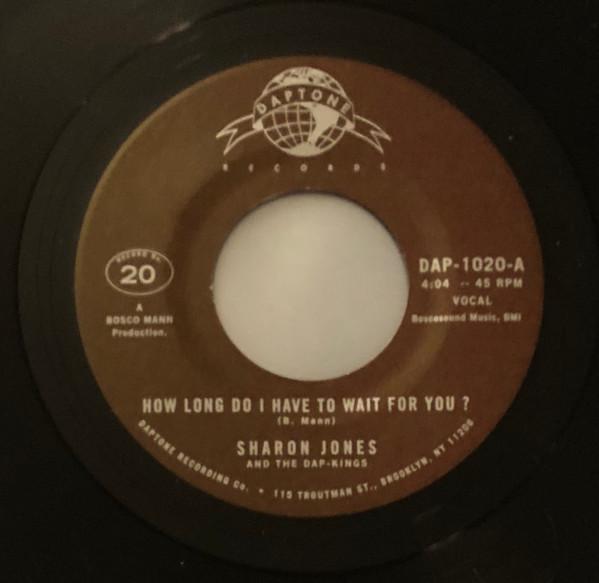 DAPTONE
RECORDS
RECORD No.
20
A
BOSCO MANN
Production.
DAP-1020-A
4:04 -- 45 RPM
VOCAL
Boscosound Music, BMI
HOW LONG DO I HAVE TO WAIT FOR YOU ?
(B. Mann)
SHARON JONES
AND THE DAP-KINGS
DAPTONE RECORDING Co. • 115 TROUTMAN ST., BROOKLYN, NY 11206